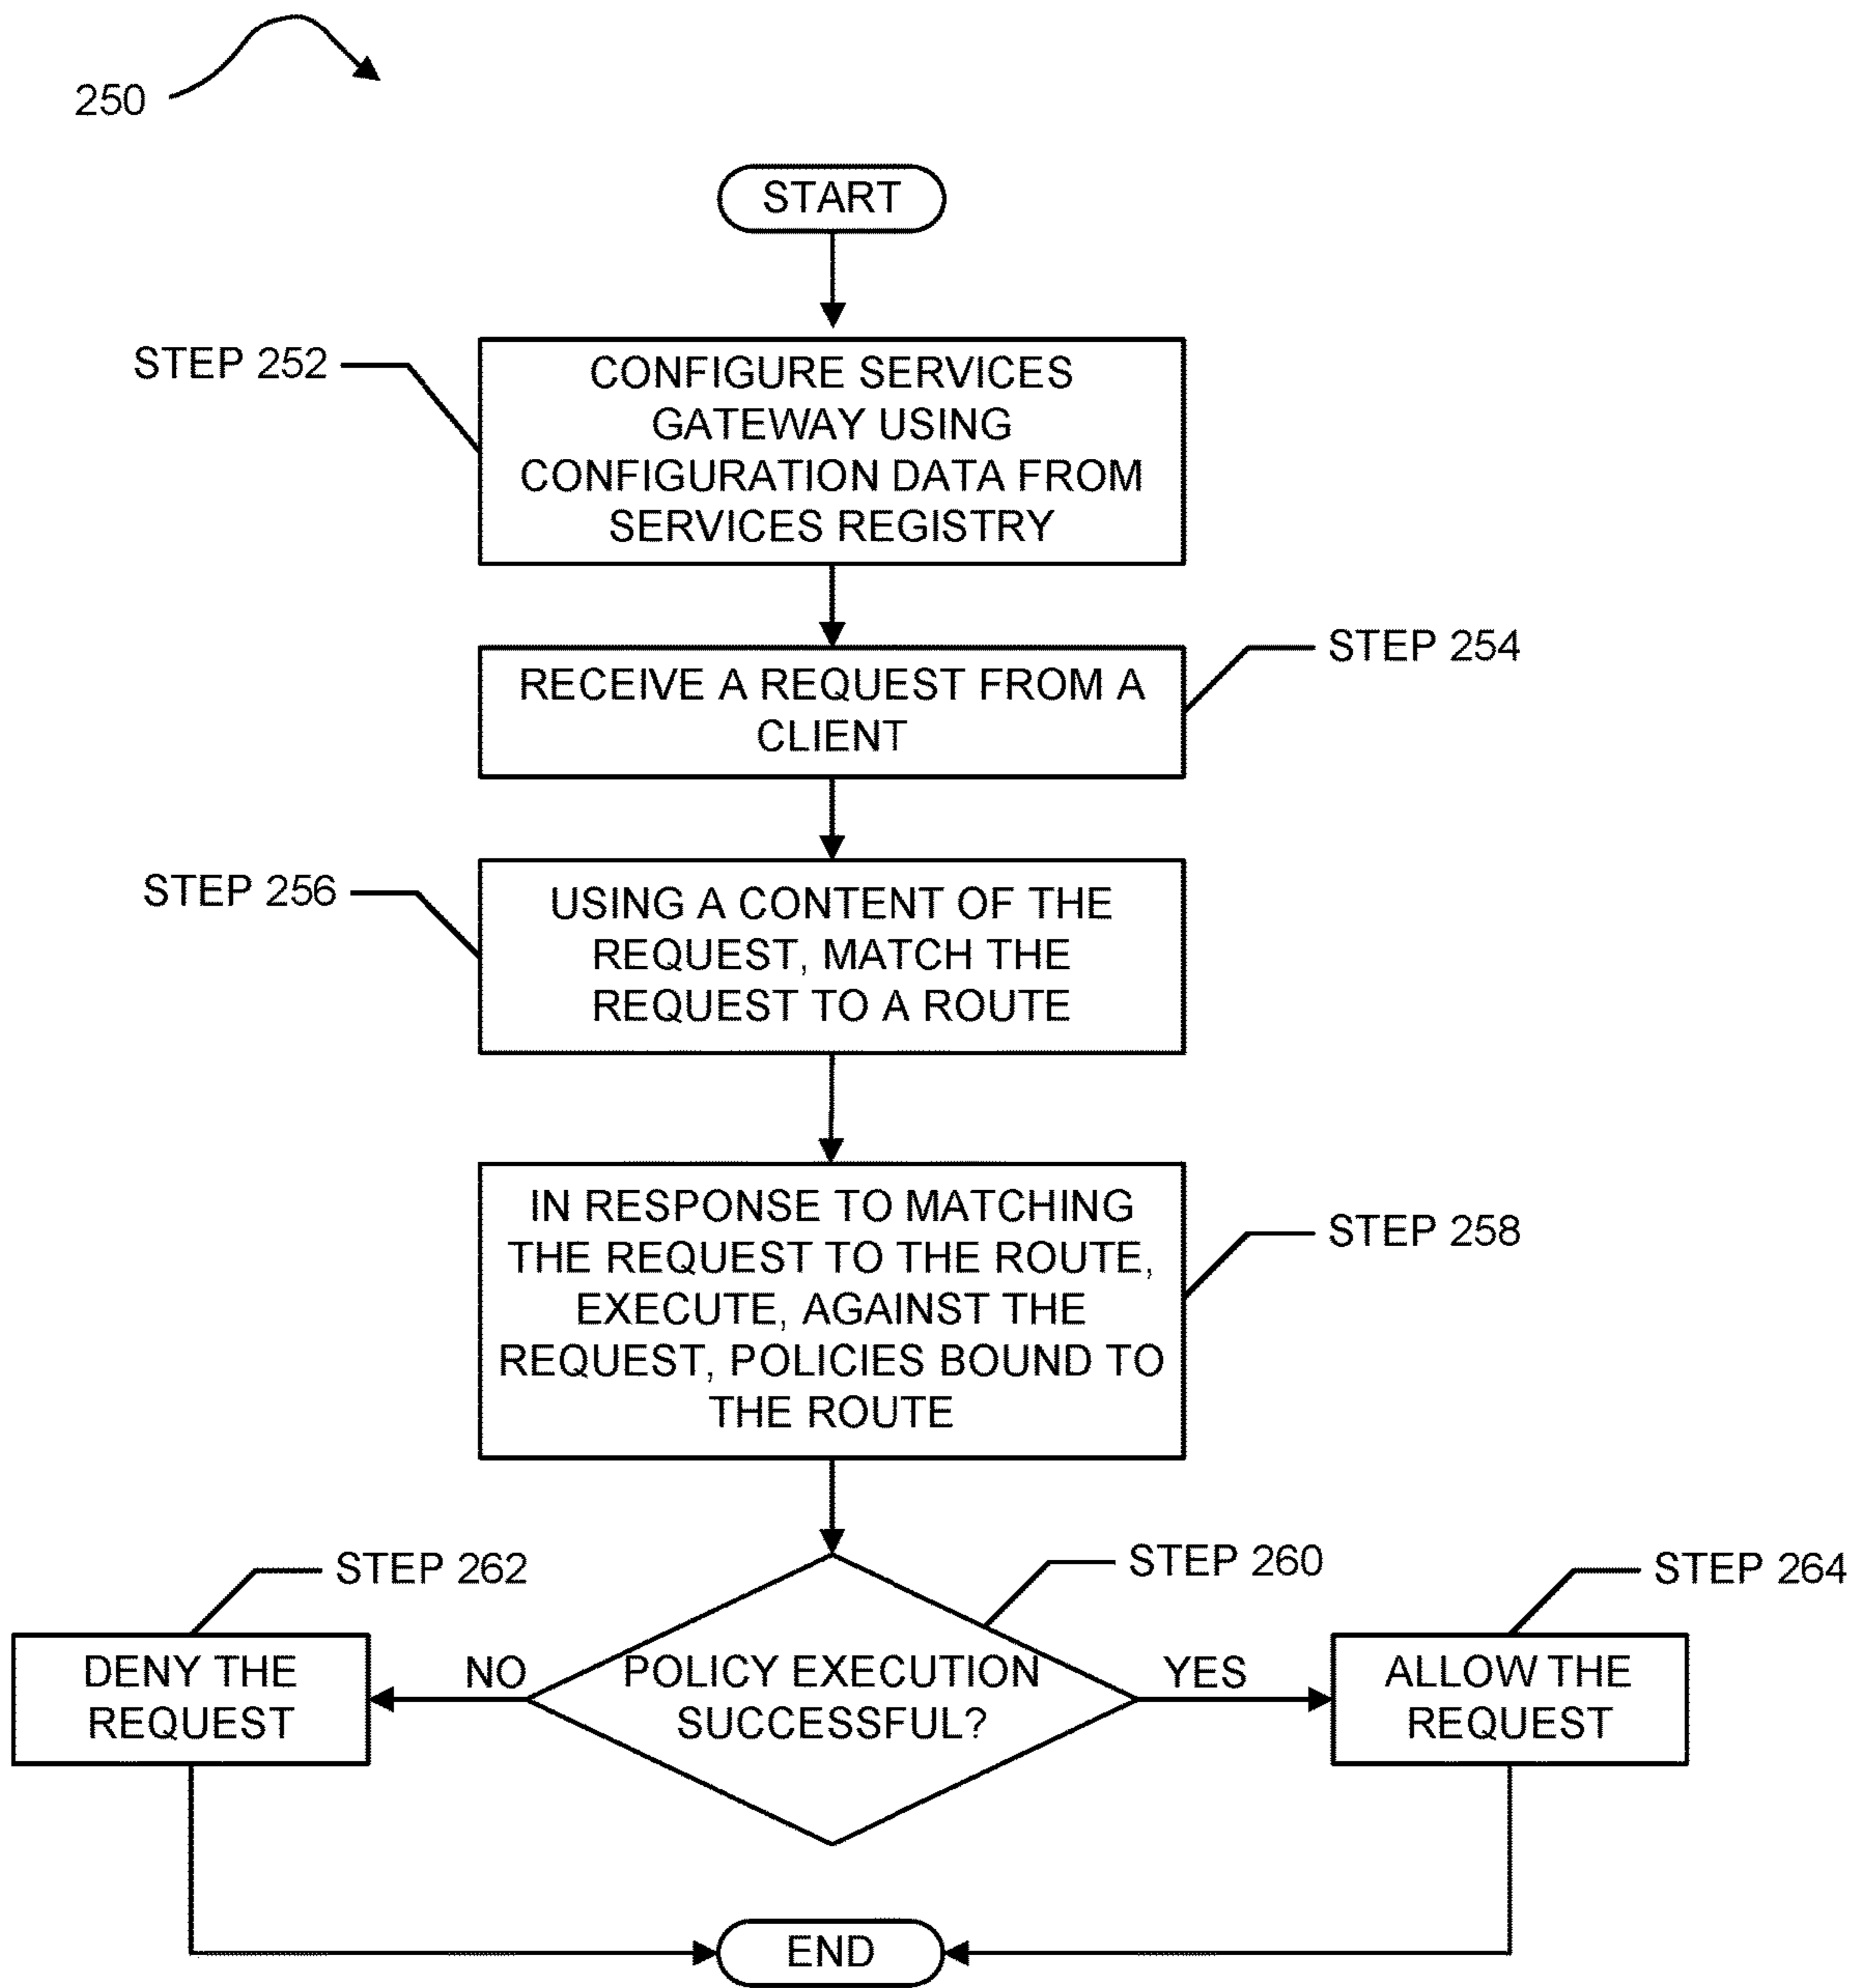 250
START
STEP 252
CONFIGURE SERVICES
GATEWAY USING
CONFIGURATION DATA FROM
SERVICES REGISTRY
STEP 254
RECEIVE A REQUEST FROM A
CLIENT
STEP 256
USING A CONTENT OF THE
REQUEST, MATCH THE
REQUEST TO A ROUTE
IN RESPONSE TO MATCHING
THE REQUEST TO THE ROUTE,
EXECUTE, AGAINST THE
REQUEST, POLICIES BOUND TO
THE ROUTE
STEP 258
STEP 262
STEP 260
STEP 264
DENY THE
REQUEST
NO
POLICY EXECUTION
SUCCESSFUL?
YES
ALLOW THE
REQUEST
END